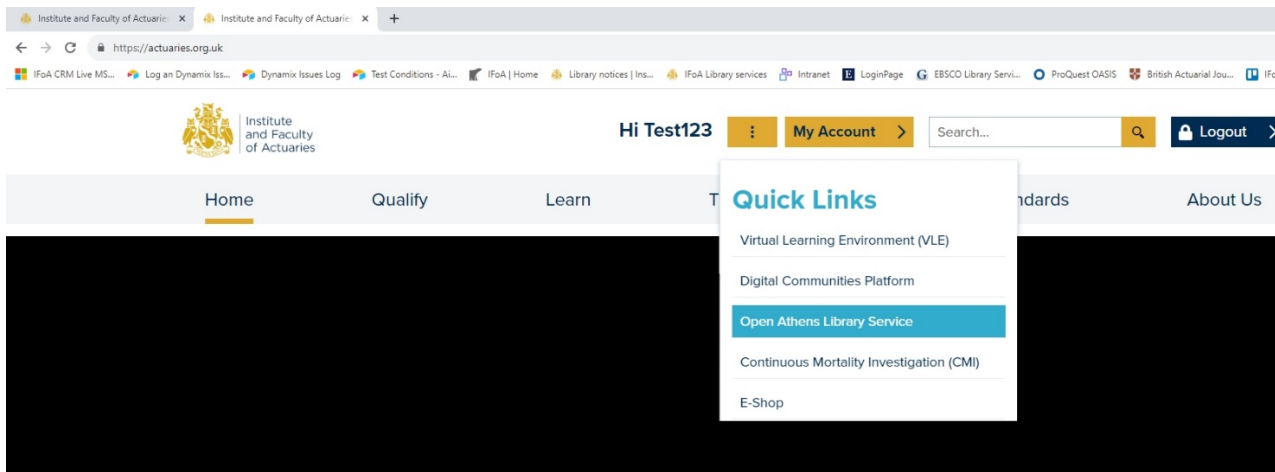 Institute and Faculty of Actuarie
Institute and Faculty of Actuarie
https://actuaries.org.uk
IFoA CRM Live MS... Log an Dynamix Iss... Dynamix Issues Log Test Conditions - Ai... IFoA | Home Library notices | Ins... IFoA Library services Intranet LoginPage EBSCO Library Servi... ProQuest OASIS British Actuarial Jou...
Institute
and Faculty
of Actuaries
Hi Test123 My Account Search... Logout
Home Qualify Learn T ndards About Us
Quick Links
Virtual Learning Environment (VLE)
Digital Communities Platform
Open Athens Library Service
Continuous Mortality Investigation (CMI)
E-Shop